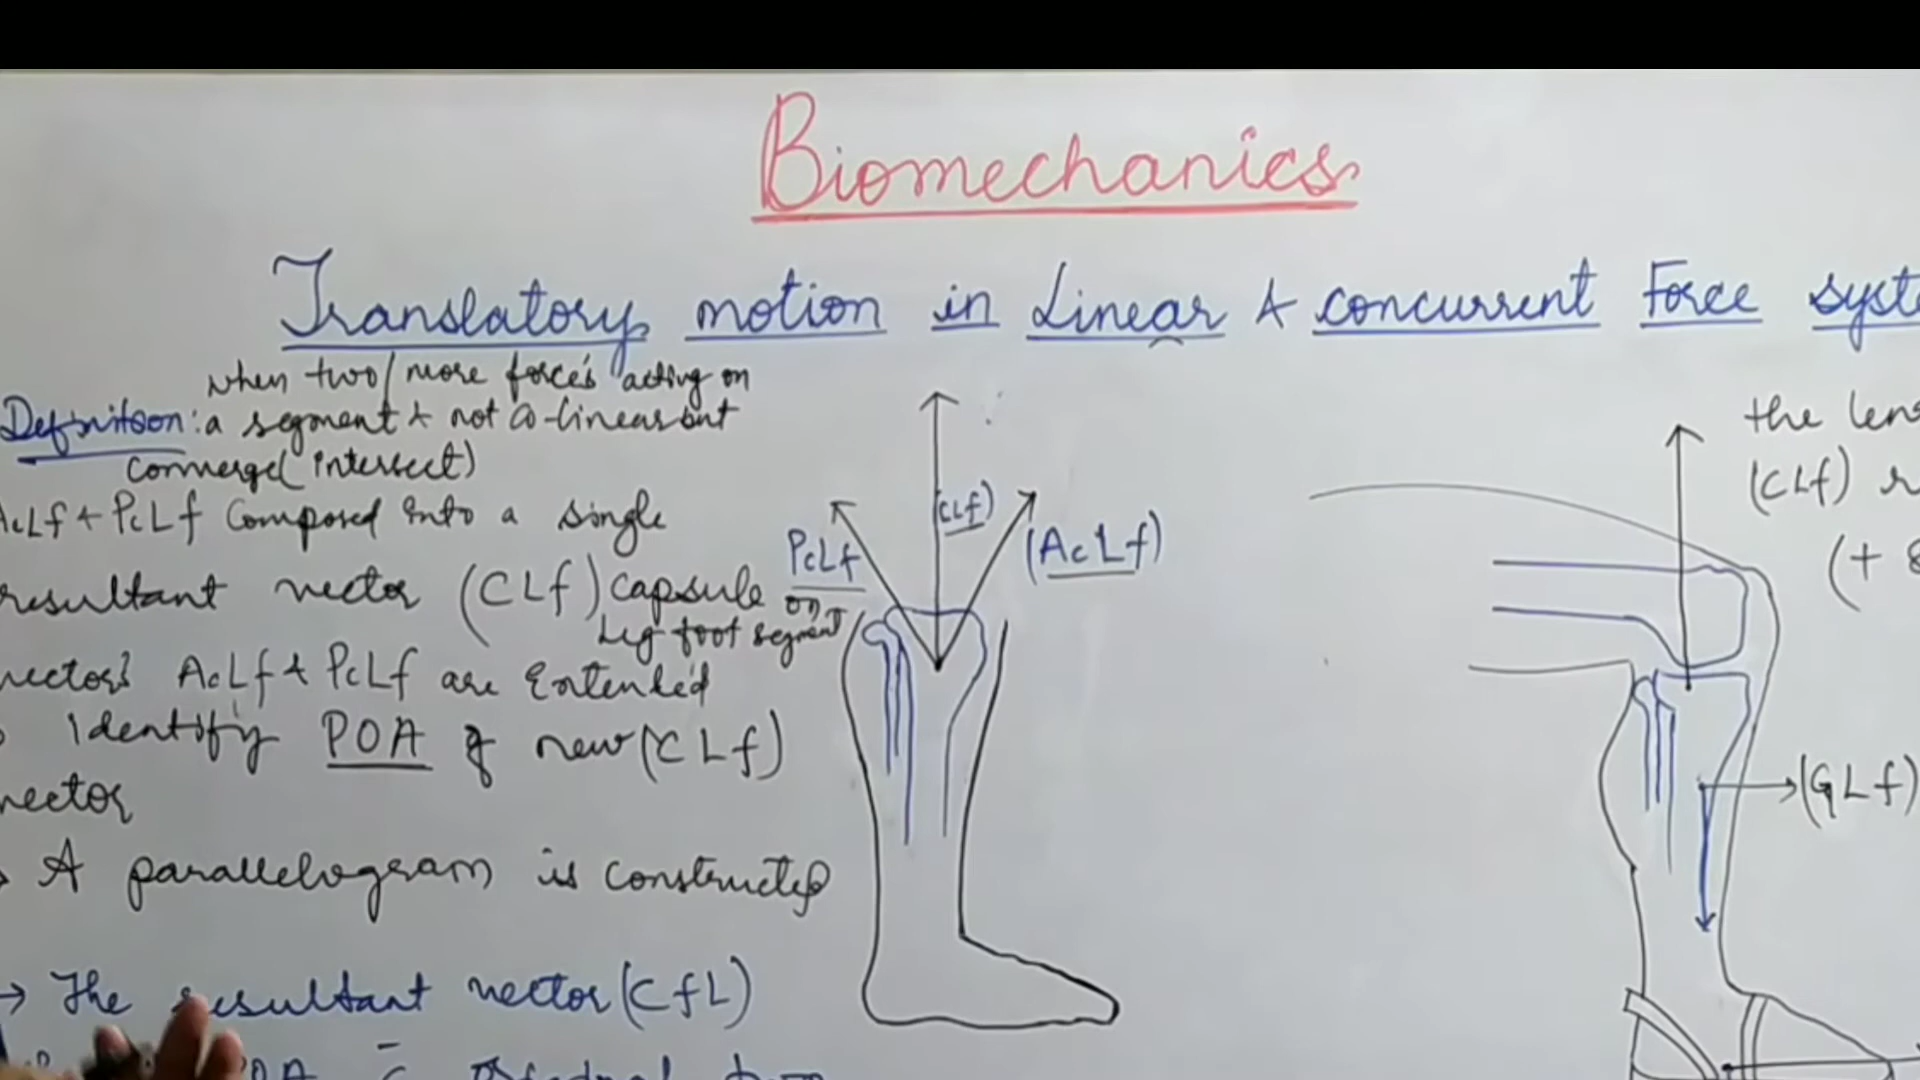 Biomechanics
Translatory motion in Linear & concurrent Force syste
when two/more forces acting on
Definition: a segment & not co-linear but
converge (intersect)
AcLf + PcLf Composed into a single
resultant vector (CLf) capsule on
Leg foot segment
vectors AcLf & PcLf are Extended
Identify POA of new (CLf)
vector
→ A parallelogram is constructed
→ The resultant vector (CfL)
POA
PcLf
(CLf)
(AcLf)
the len
(CLf)
(+
(GLf)